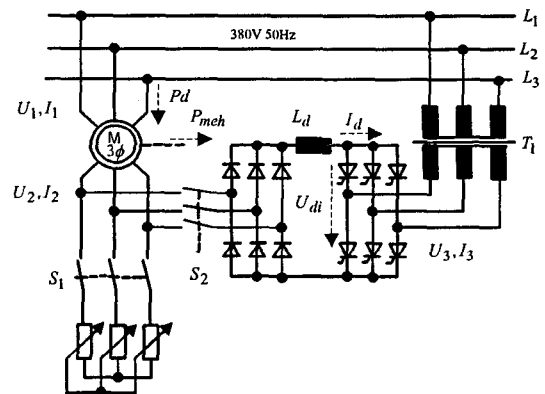 L1
380V 50Hz
L2
L3
U1, I1
Pd
Pmeh
M
3ϕ
Ld
Id
T1
U2, I2
Udi
S1
S2
U3, I3